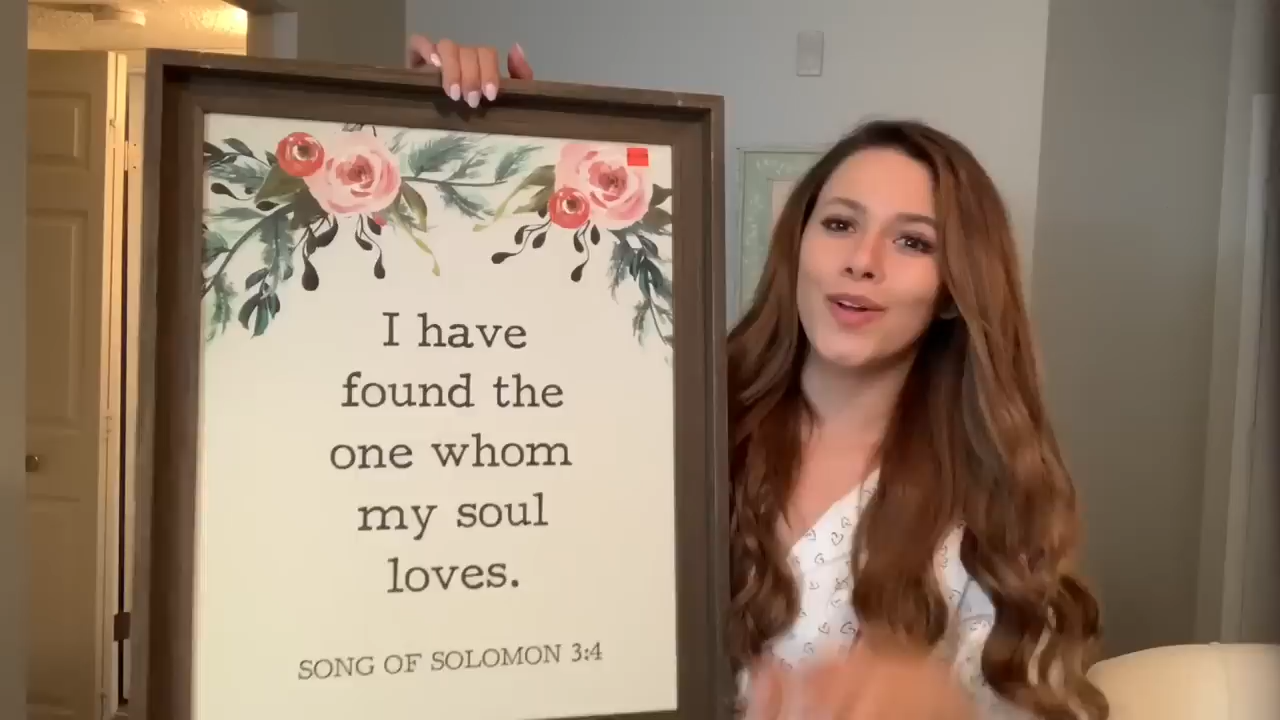 I have
found the
one whom
my soul
loves.
SONG OF SOLOMON 3:4